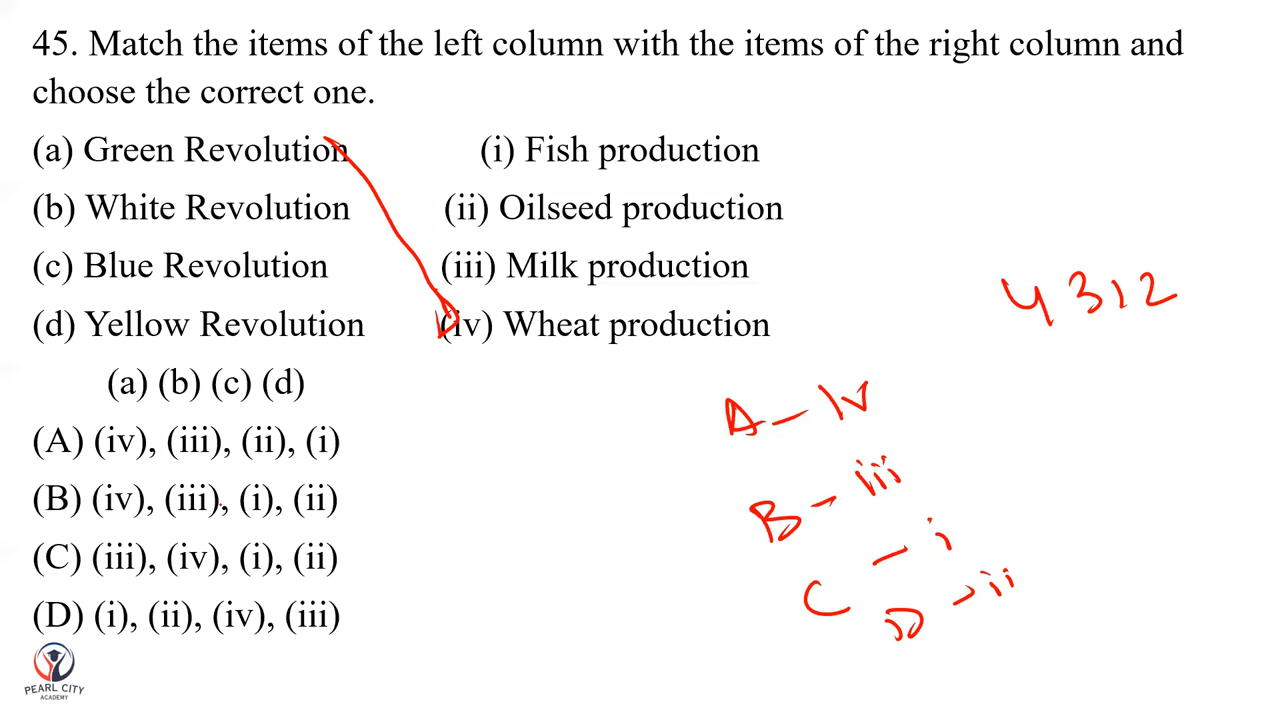 45. Match the items of the left column with the items of the right column and
choose the correct one.
(a) Green Revolution (i) Fish production
(b) White Revolution (ii) Oilseed production
(c) Blue Revolution (iii) Milk production
(d) Yellow Revolution (iv) Wheat production
4312
(a) (b) (c) (d)
A - iv
(A) (iv), (iii), (ii), (i)
B - iii
(B) (iv), (iii), (i), (ii)
C - i
(C) (iii), (iv), (i), (ii)
D - ii
(D) (i), (ii), (iv), (iii)
PEARL CITY
ACADEMY